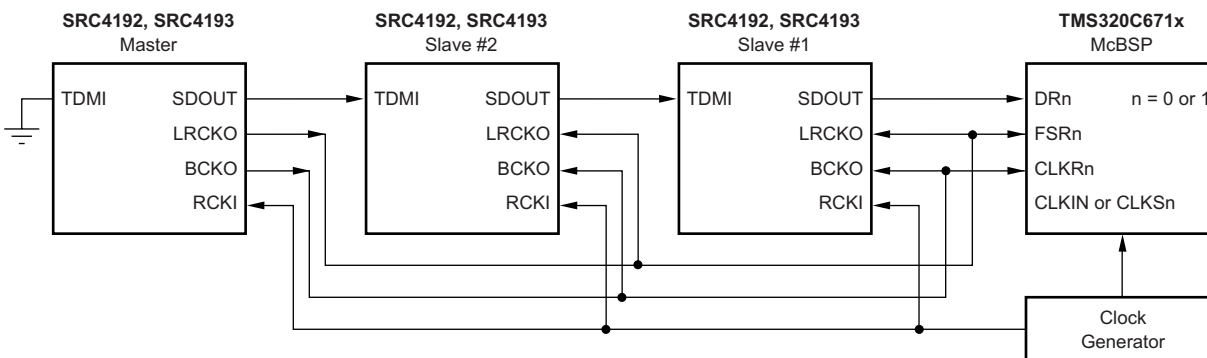 SRC4192, SRC4193
Master
SRC4192, SRC4193
Slave #2
SRC4192, SRC4193
Slave #1
TMS320C671x
McBSP
TDMI
SDOUT
LRCKO
BCKO
RCKI
TDMI
SDOUT
LRCKO
BCKO
RCKI
TDMI
SDOUT
LRCKO
BCKO
RCKI
DRn
n = 0 or 1
FSRn
CLKRn
CLKIN or CLKSn
Clock
Generator